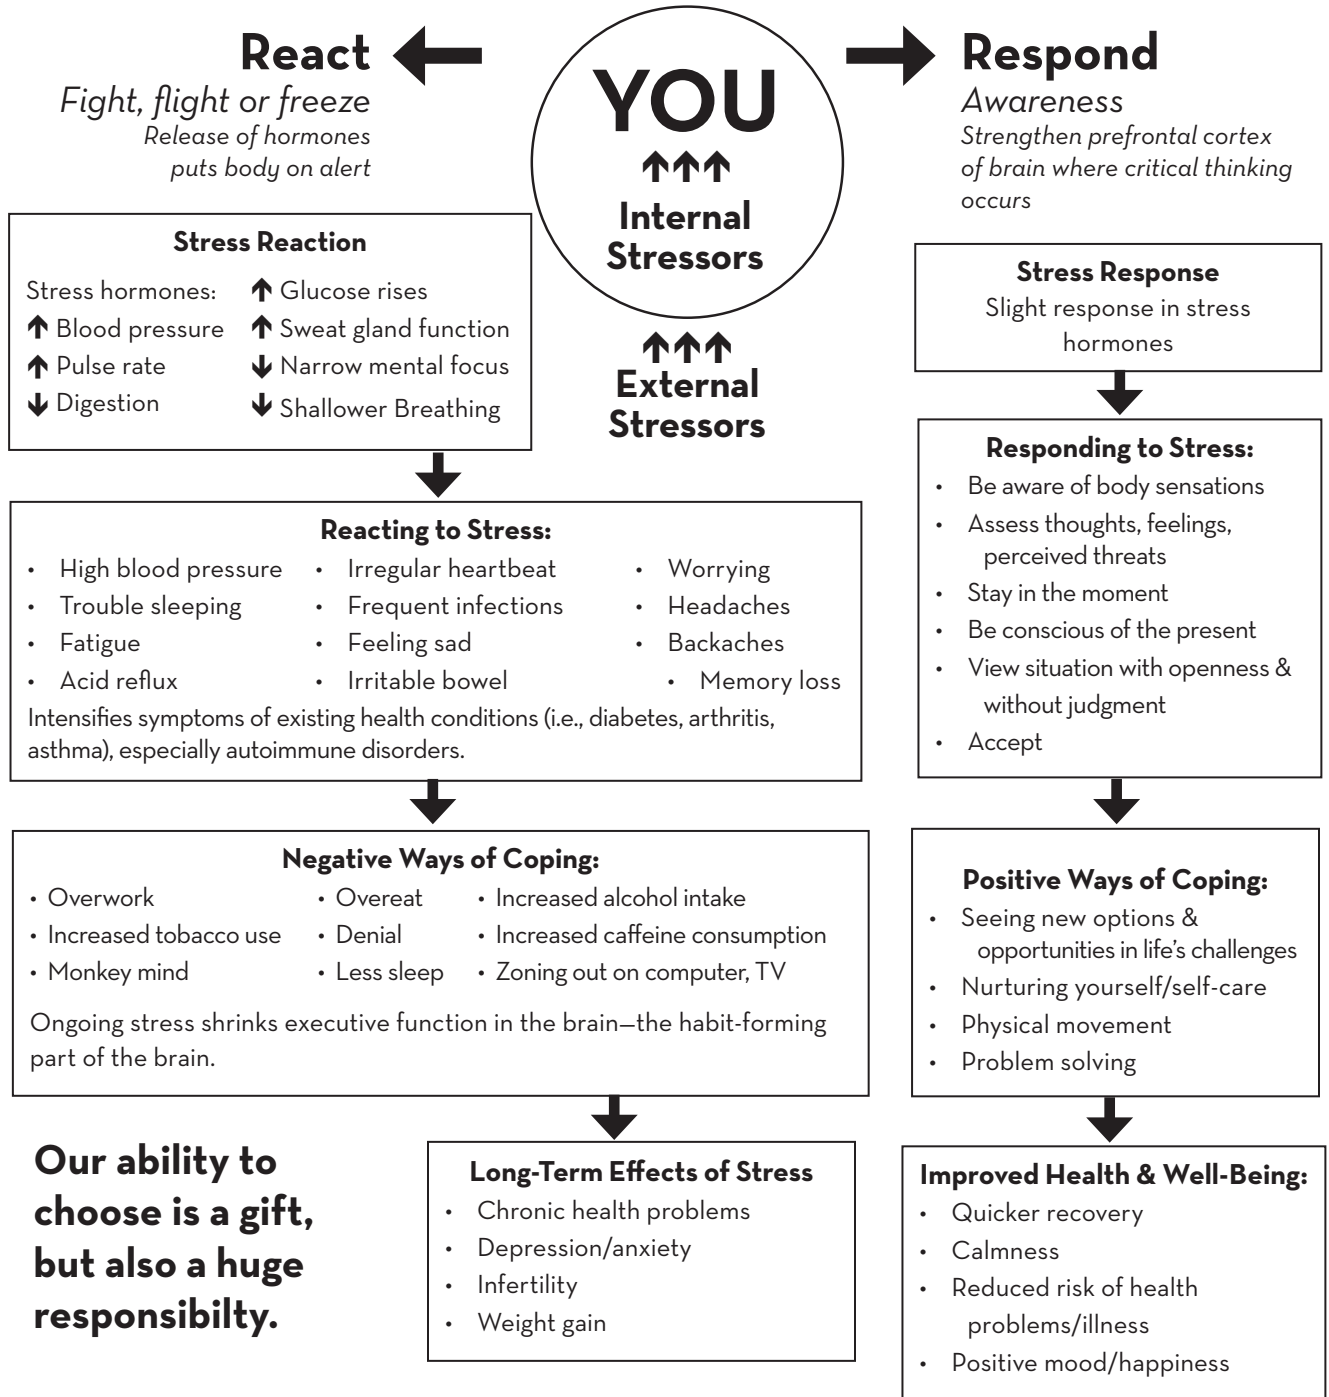 React
Fight, flight or freeze
Release of hormones
puts body on alert
YOU
Internal
Stressors
External
Stressors
Respond
Awareness
Strengthen prefrontal cortex
of brain where critical thinking
occurs
Stress Reaction
Stress hormones:
↑ Blood pressure
↑ Pulse rate
↓ Digestion
↑ Glucose rises
↑ Sweat gland function
↓ Narrow mental focus
↓ Shallower Breathing
Reacting to Stress:
• High blood pressure
• Trouble sleeping
• Fatigue
• Acid reflux
• Irregular heartbeat
• Frequent infections
• Feeling sad
• Irritable bowel
• Worrying
• Headaches
• Backaches
• Memory loss
Intensifies symptoms of existing health conditions (i.e., diabetes, arthritis,
asthma), especially autoimmune disorders.
Negative Ways of Coping:
• Overwork
• Increased tobacco use
• Monkey mind
• Overeat
• Denial
• Less sleep
• Increased alcohol intake
• Increased caffeine consumption
• Zoning out on computer, TV
Ongoing stress shrinks executive function in the brain—the habit-forming
part of the brain.
Long-Term Effects of Stress
• Chronic health problems
• Depression/anxiety
• Infertility
• Weight gain
Our ability to
choose is a gift,
but also a huge
responsibilty.
Stress Response
Slight response in stress
hormones
Responding to Stress:
• Be aware of body sensations
• Assess thoughts, feelings,
perceived threats
• Stay in the moment
• Be conscious of the present
• View situation with openness &
without judgment
• Accept
Positive Ways of Coping:
• Seeing new options &
opportunities in life's challenges
• Nurturing yourself/self-care
• Physical movement
• Problem solving
Improved Health & Well-Being:
• Quicker recovery
• Calmness
• Reduced risk of health
problems/illness
• Positive mood/happiness